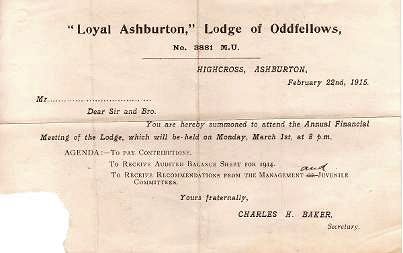 "Loyal Ashburton," Lodge of Oddfellows,
No. 3881 M.U.
HIGHCROSS, ASHBURTON,
February 22nd, 1915.
Mr..............................
Dear Sir and Bro.
You are hereby summoned to attend the Annual Financial
Meeting of the Lodge, which will be held on Monday, March 1st, at 8 p.m.
AGENDA:—To pay Contributions.
To Receive Audited Balance Sheet for 1914.
and
To Receive Recommendations from the Management or Juvenile
Committees.
Yours fraternally,
CHARLES H. BAKER,
Secretary.